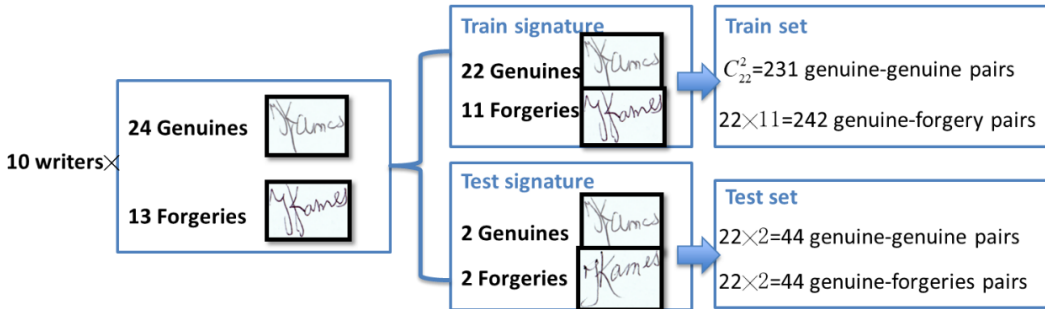 10 writers×
24 Genuines
13 Forgeries
Train signature
22 Genuines
11 Forgeries
Test signature
2 Genuines
2 Forgeries
Train set
C²₂₂=231 genuine-genuine pairs
22×11=242 genuine-forgery pairs
Test set
22×2=44 genuine-genuine pairs
22×2=44 genuine-forgeries pairs